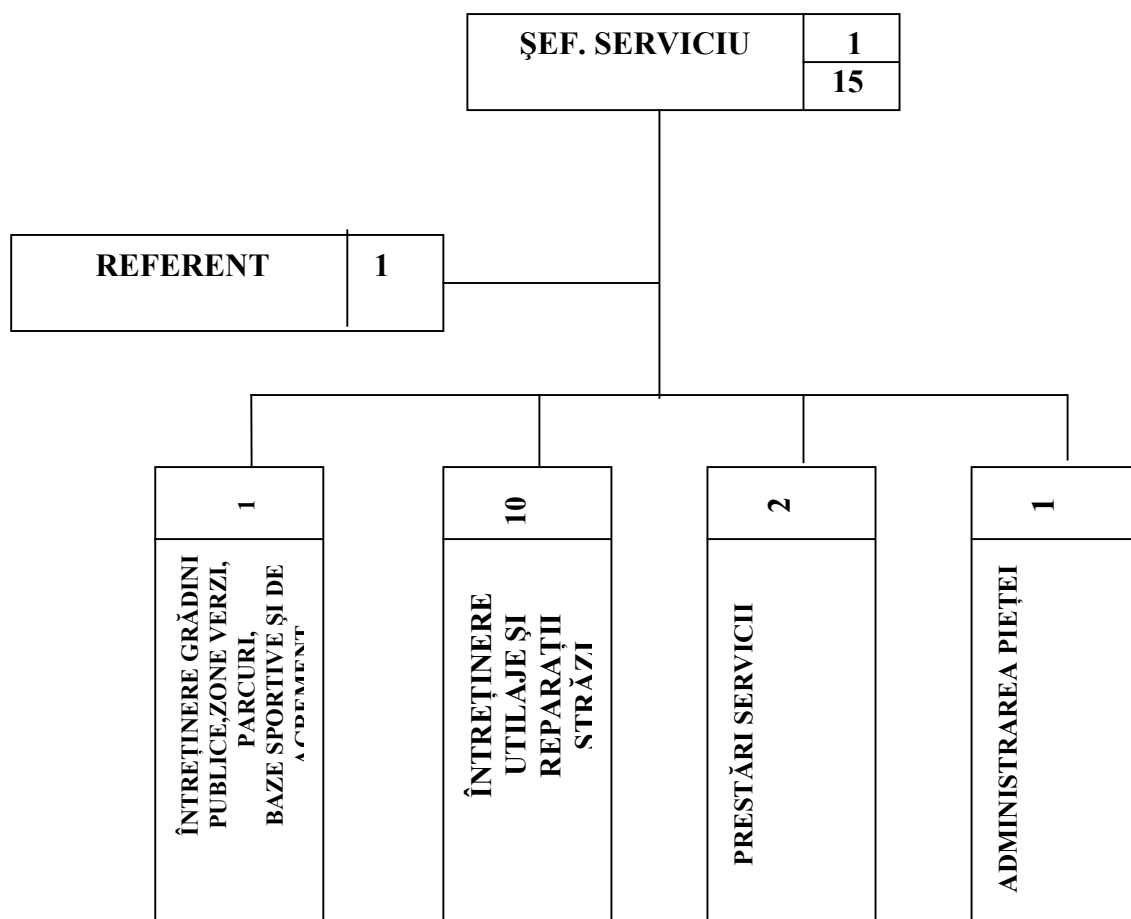 ŞEF. SERVICIU
1
15
REFERENT
1
1
ÎNTREȚINERE GRĂDINI
PUBLICE,ZONE VERZI,
PARCURI,
BAZE SPORTIVE ȘI DE
AGREMENT
10
ÎNTREȚINERE
UTILAJE ȘI
REPARAȚII
STRĂZI
2
PRESTĂRI SERVICII
1
ADMINISTRAREA PIEȚEI